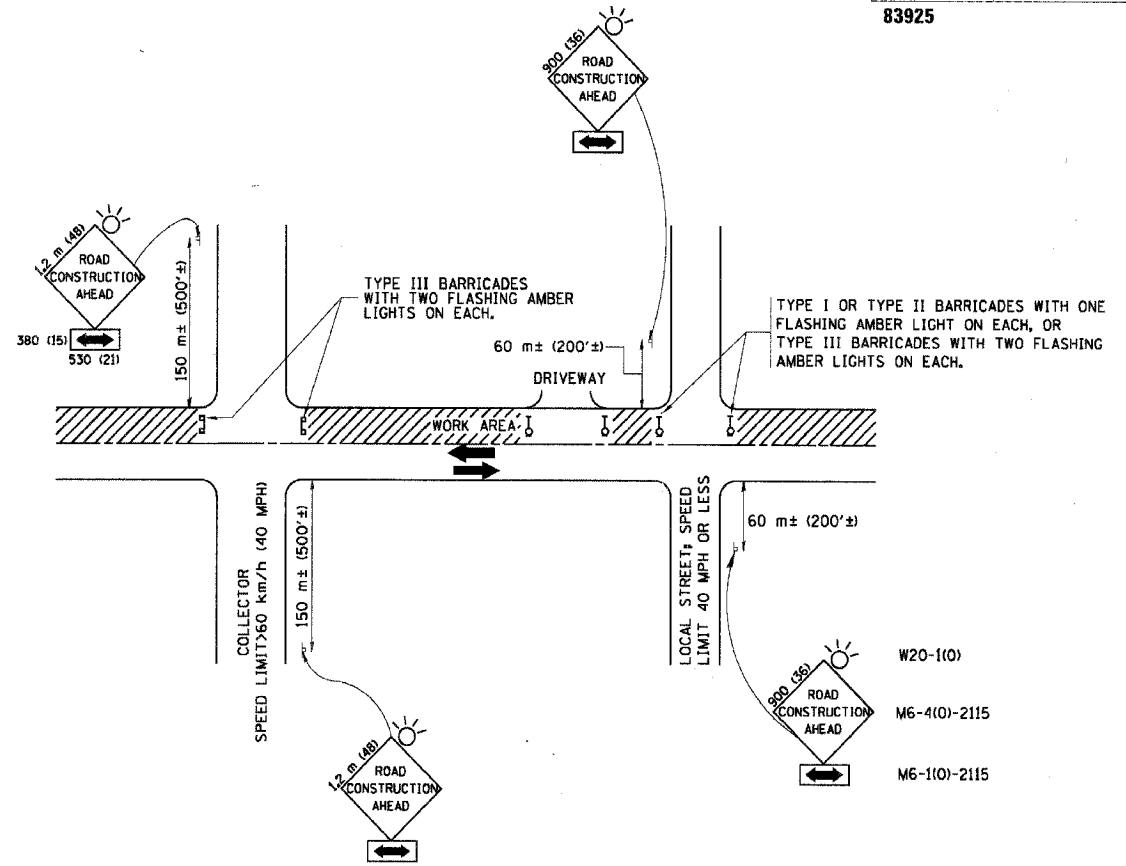 83925
900 (36)
ROAD
CONSTRUCTION
AHEAD
1.2 m (48)
ROAD
CONSTRUCTION
AHEAD
380 (15)
530 (21)
150 m± (500'±)
TYPE III BARRICADES
WITH TWO FLASHING AMBER
LIGHTS ON EACH.
60 m± (200'±)
DRIVEWAY
TYPE I OR TYPE II BARRICADES WITH ONE
FLASHING AMBER LIGHT ON EACH, OR
TYPE III BARRICADES WITH TWO FLASHING
AMBER LIGHTS ON EACH.
WORK AREA
COLLECTOR
SPEED LIMIT>60 km/h (40 MPH)
150 m± (500'±)
LOCAL STREET; SPEED
LIMIT 40 MPH OR LESS
60 m± (200'±)
900 (36)
ROAD
CONSTRUCTION
AHEAD
W20-1(O)
M6-4(O)-2115
M6-1(O)-2115
1.2 m (48)
ROAD
CONSTRUCTION
AHEAD